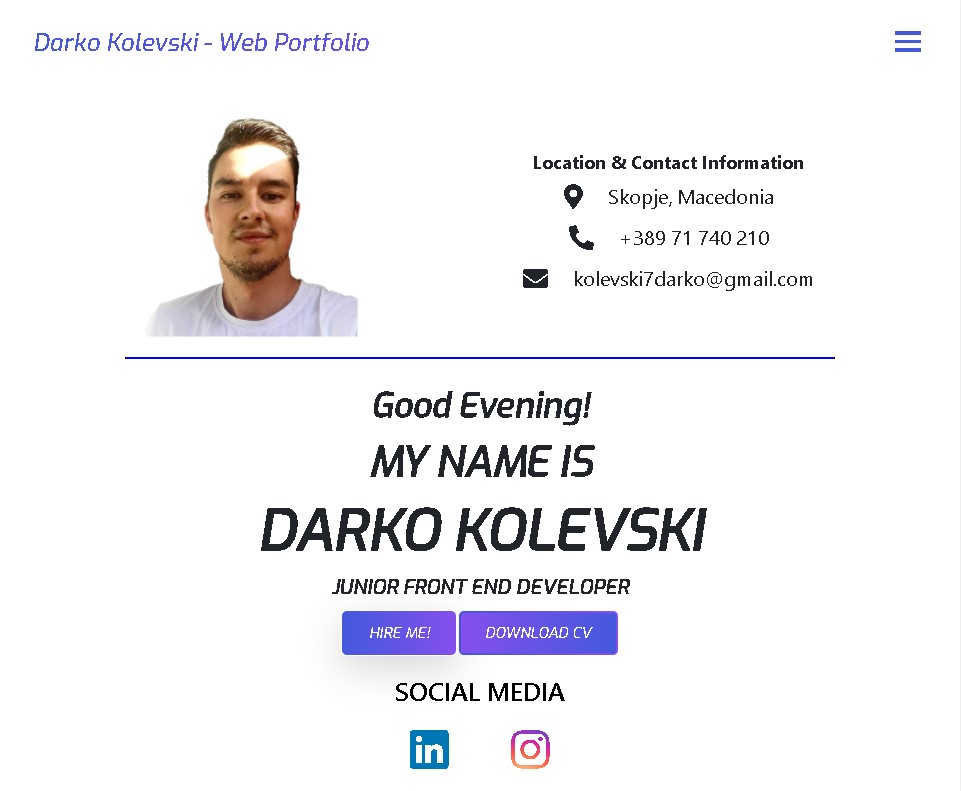 Darko Kolevski - Web Portfolio
Location & Contact Information
Skopje, Macedonia
+389 71 740 210
kolevski7darko@gmail.com
Good Evening!
MY NAME IS
DARKO KOLEVSKI
JUNIOR FRONT END DEVELOPER
HIRE ME! DOWNLOAD CV
SOCIAL MEDIA
in